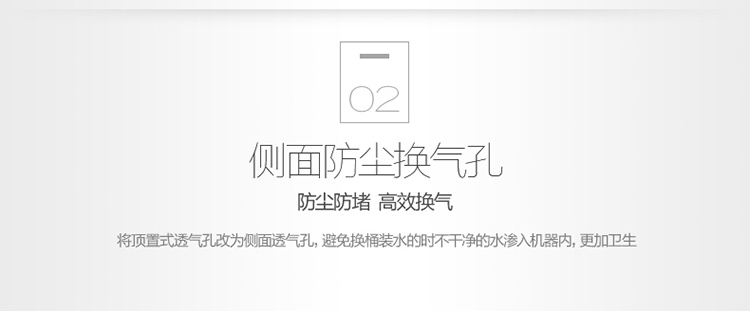 02
侧面防尘换气孔
防尘防堵 高效换气
将顶置式透气孔改为侧面透气孔,避免换桶装水的时不干净的水渗入机器内,更加卫生